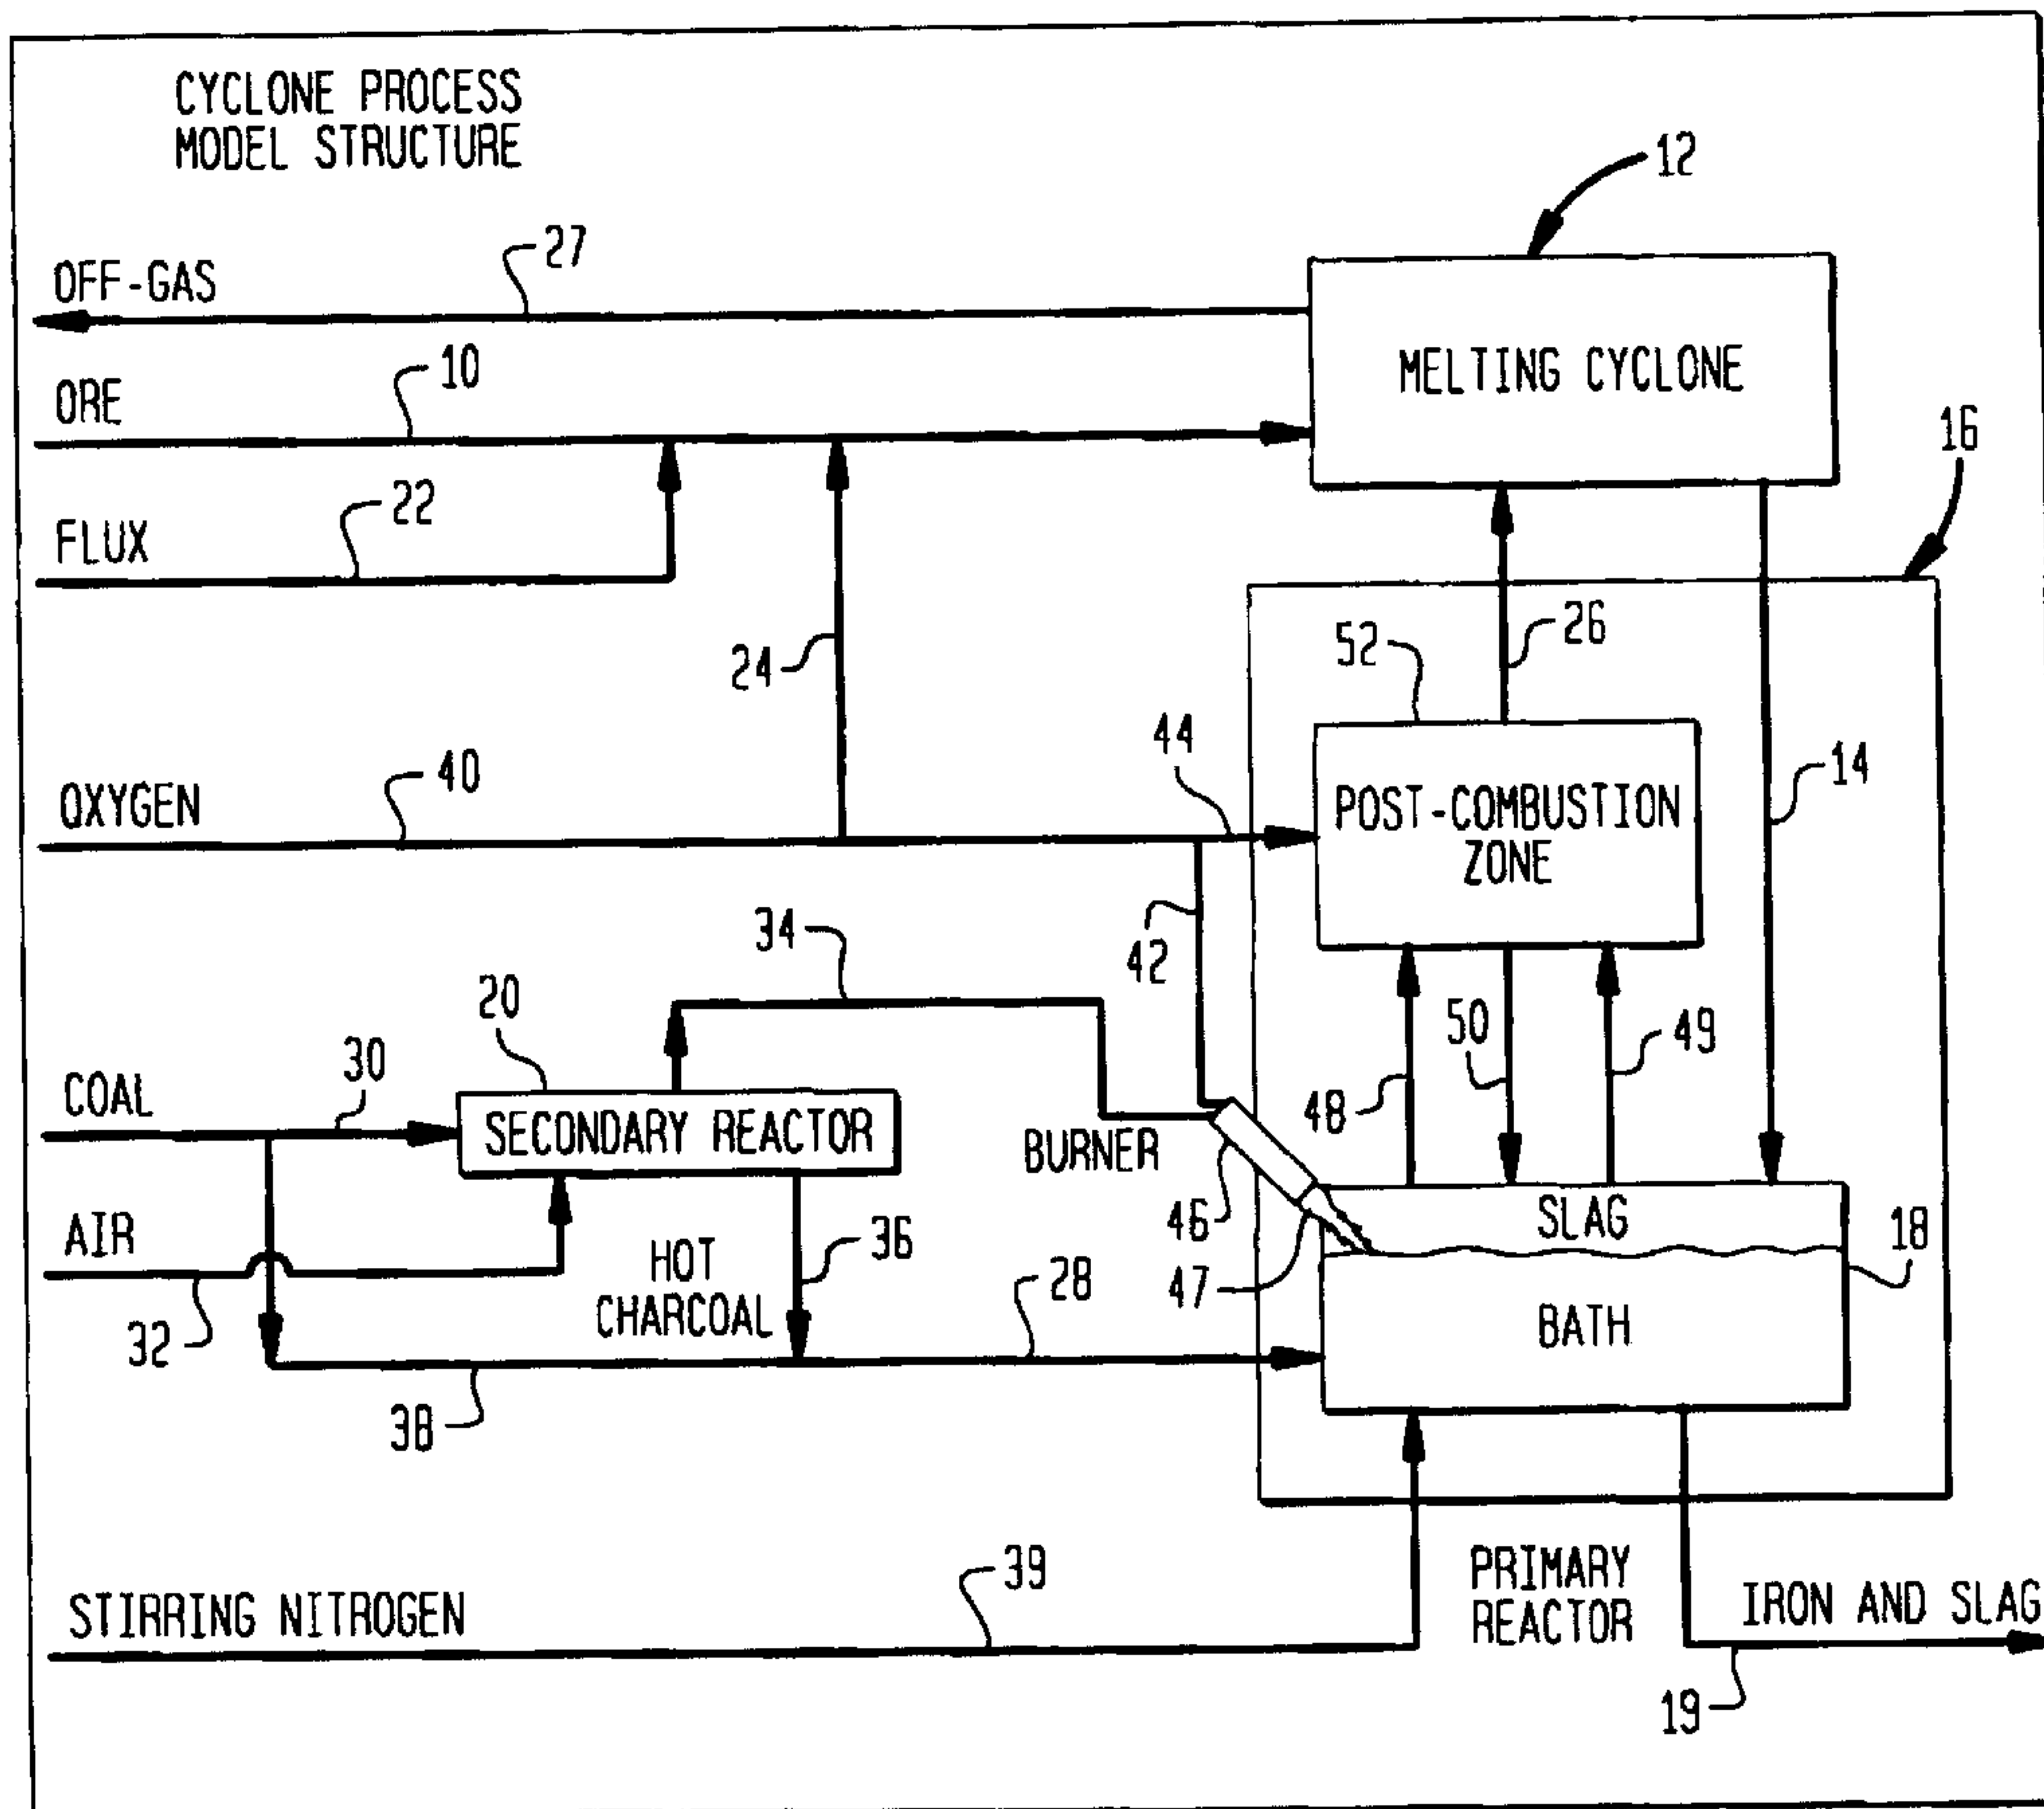 CYCLONE PROCESS
MODEL STRUCTURE
12
27
OFF-GAS
10
ORE
MELTING CYCLONE
16
22
FLUX
52
26
24
44
14
40
OXYGEN
POST-COMBUSTION
ZONE
34
42
20
50
49
30
COAL
48
SECONDARY REACTOR
BURNER
46
SLAG
18
AIR
36
HOT
CHARCOAL
28
47
32
BATH
38
39
PRIMARY
REACTOR
STIRRING NITROGEN
IRON AND SLAG
19